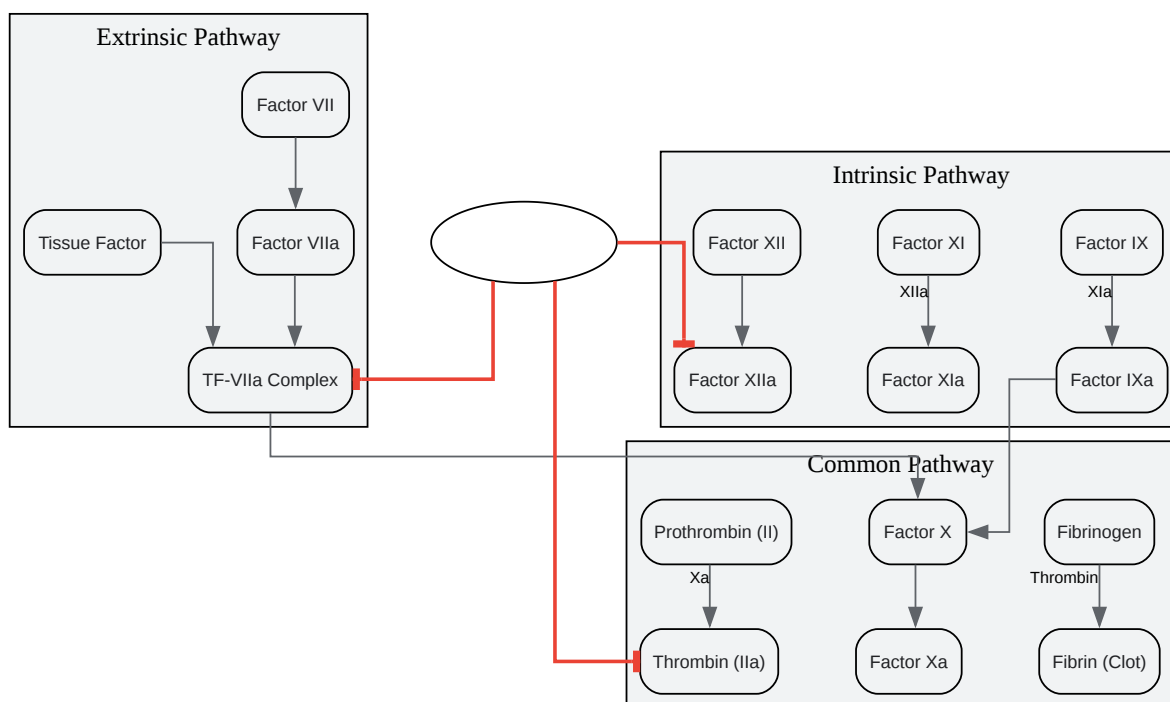 Extrinsic Pathway
Factor VII
Tissue Factor
Factor VIIa
TF-VIIa Complex
Intrinsic Pathway
Factor XII
Factor XI
Factor IX
XIIa
XIa
Factor XIIa
Factor XIa
Factor IXa
Common Pathway
Prothrombin (II)
Factor X
Fibrinogen
Xa
Thrombin
Thrombin (IIa)
Factor Xa
Fibrin (Clot)